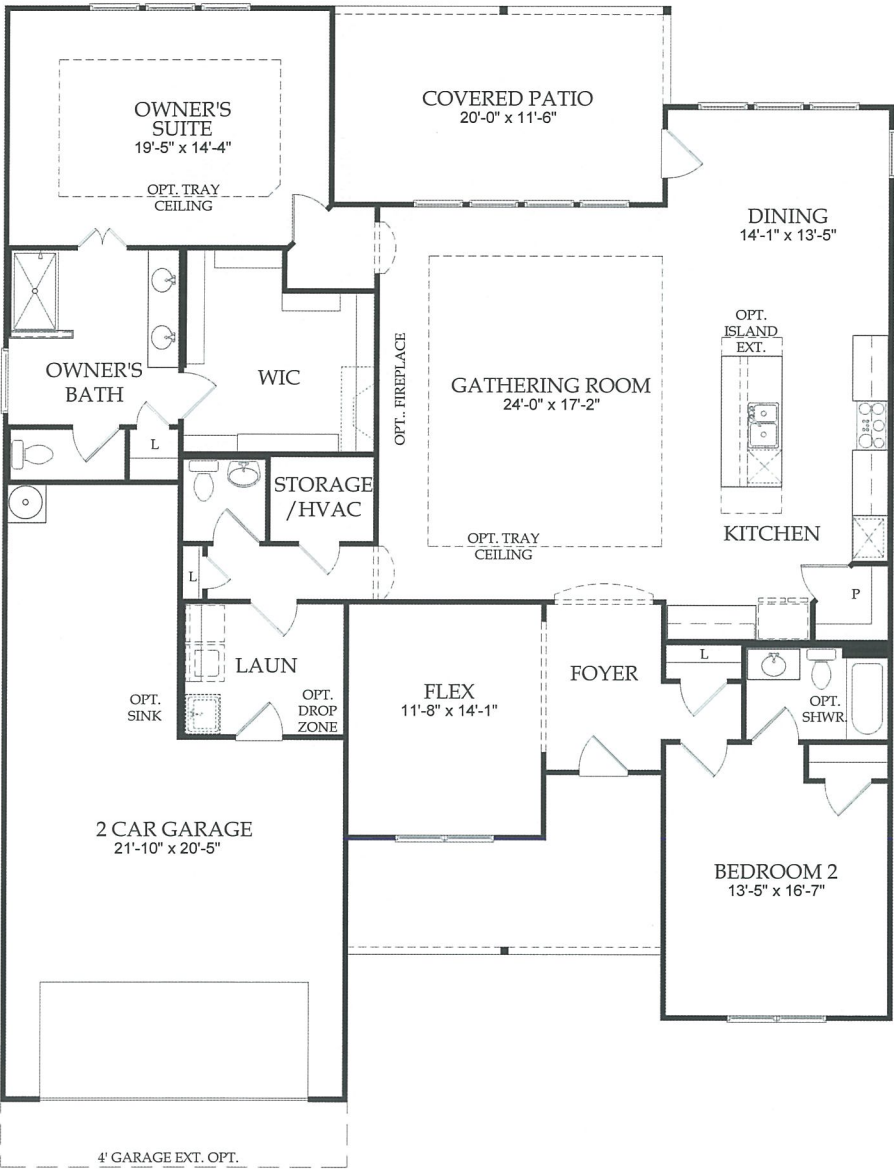 OWNER'S
SUITE
19'-5" x 14'-4"
OPT. TRAY
CEILING
COVERED PATIO
20'-0" x 11'-6"
DINING
14'-1" x 13'-5"
OPT.
ISLAND
EXT.
OWNER'S
BATH
WIC
OPT. FIREPLACE
GATHERING ROOM
24'-0" x 17'-2"
L
STORAGE
/HVAC
OPT. TRAY
CEILING
KITCHEN
L
P
LAUN
OPT.
SINK
OPT.
DROP
ZONE
FLEX
11'-8" x 14'-1"
FOYER
L
OPT.
SHWR.
2 CAR GARAGE
21'-10" x 20'-5"
BEDROOM 2
13'-5" x 16'-7"
4' GARAGE EXT. OPT.